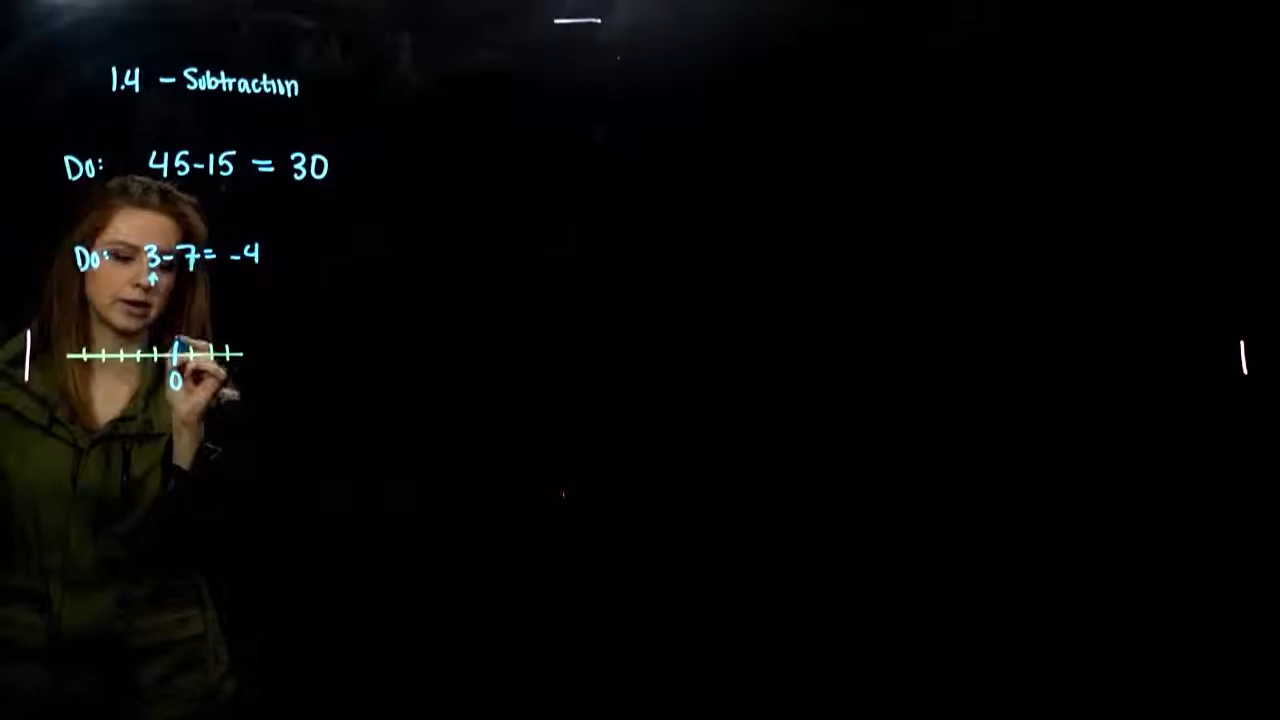 1.4 - Subtraction
Do: 45-15 = 30
Do: 3-7= -4
0